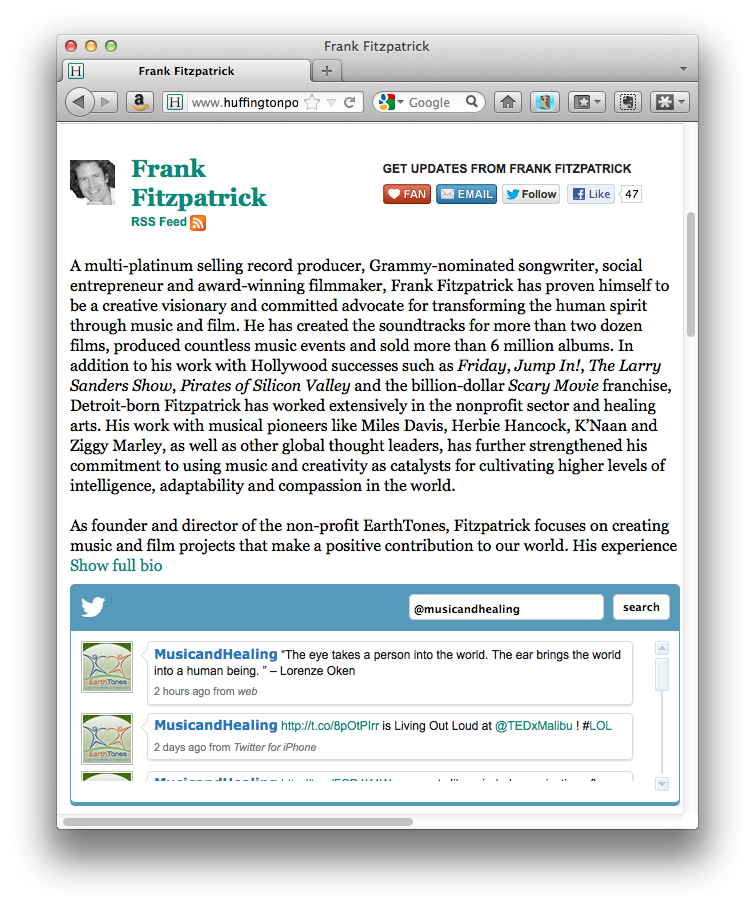 Frank Fitzpatrick
H
Frank Fitzpatrick
a
H
www.huffingtonpo
Google
Frank
Fitzpatrick
RSS Feed
GET UPDATES FROM FRANK FITZPATRICK
FAN
EMAIL
Follow
Like
47
A multi-platinum selling record producer, Grammy-nominated songwriter, social
entrepreneur and award-winning filmmaker, Frank Fitzpatrick has proven himself to
be a creative visionary and committed advocate for transforming the human spirit
through music and film. He has created the soundtracks for more than two dozen
films, produced countless music events and sold more than 6 million albums. In
addition to his work with Hollywood successes such as Friday, Jump In!, The Larry
Sanders Show, Pirates of Silicon Valley and the billion-dollar Scary Movie franchise,
Detroit-born Fitzpatrick has worked extensively in the nonprofit sector and healing
arts. His work with musical pioneers like Miles Davis, Herbie Hancock, K’Naan and
Ziggy Marley, as well as other global thought leaders, has further strengthened his
commitment to using music and creativity as catalysts for cultivating higher levels of
intelligence, adaptability and compassion in the world.
As founder and director of the non-profit EarthTones, Fitzpatrick focuses on creating
music and film projects that make a positive contribution to our world. His experience
Show full bio
@musicandhealing
search
EarthTones
MusicandHealing “The eye takes a person into the world. The ear brings the world
into a human being. ” – Lorenze Oken
2 hours ago from web
EarthTones
MusicandHealing http://t.co/8pOtPIrr is Living Out Loud at @TEDxMalibu ! #LOL
2 days ago from Twitter for iPhone
MusicandHealing